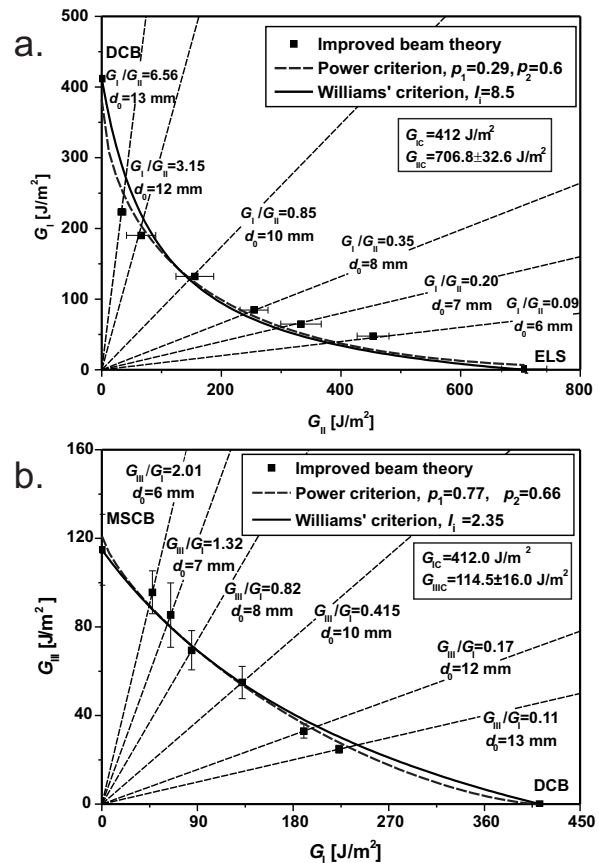 a.
500
400
300
200
100
0
G_I [J/m²]
0
200
400
600
800
G_II [J/m²]
DCB
G_I/G_II=6.56
d_0=13 mm
G_I/G_II=3.15
d_0=12 mm
G_I/G_II=0.85
d_0=10 mm
G_I/G_II=0.35
d_0=8 mm
G_I/G_II=0.20
d_0=7 mm
G_I/G_II=0.09
d_0=6 mm
ELS
Improved beam theory
Power criterion, p_1=0.29, p_2=0.6
Williams' criterion, I_i=8.5
G_IC=412 J/m²
G_IIC=706.8±32.6 J/m²
b.
160
120
80
40
0
G_III [J/m²]
0
90
180
270
360
450
G_I [J/m²]
G_III/G_I=2.01
d_0=6 mm
MSCB
G_III/G_I=1.32
d_0=7 mm
G_III/G_I=0.82
d_0=8 mm
G_III/G_I=0.415
d_0=10 mm
G_III/G_I=0.17
d_0=12 mm
G_III/G_I=0.11
d_0=13 mm
DCB
Improved beam theory
Power criterion, p_1=0.77, p_2=0.66
Williams' criterion, I_i =2.35
G_IC=412.0 J/m²
G_IIIC=114.5±16.0 J/m²